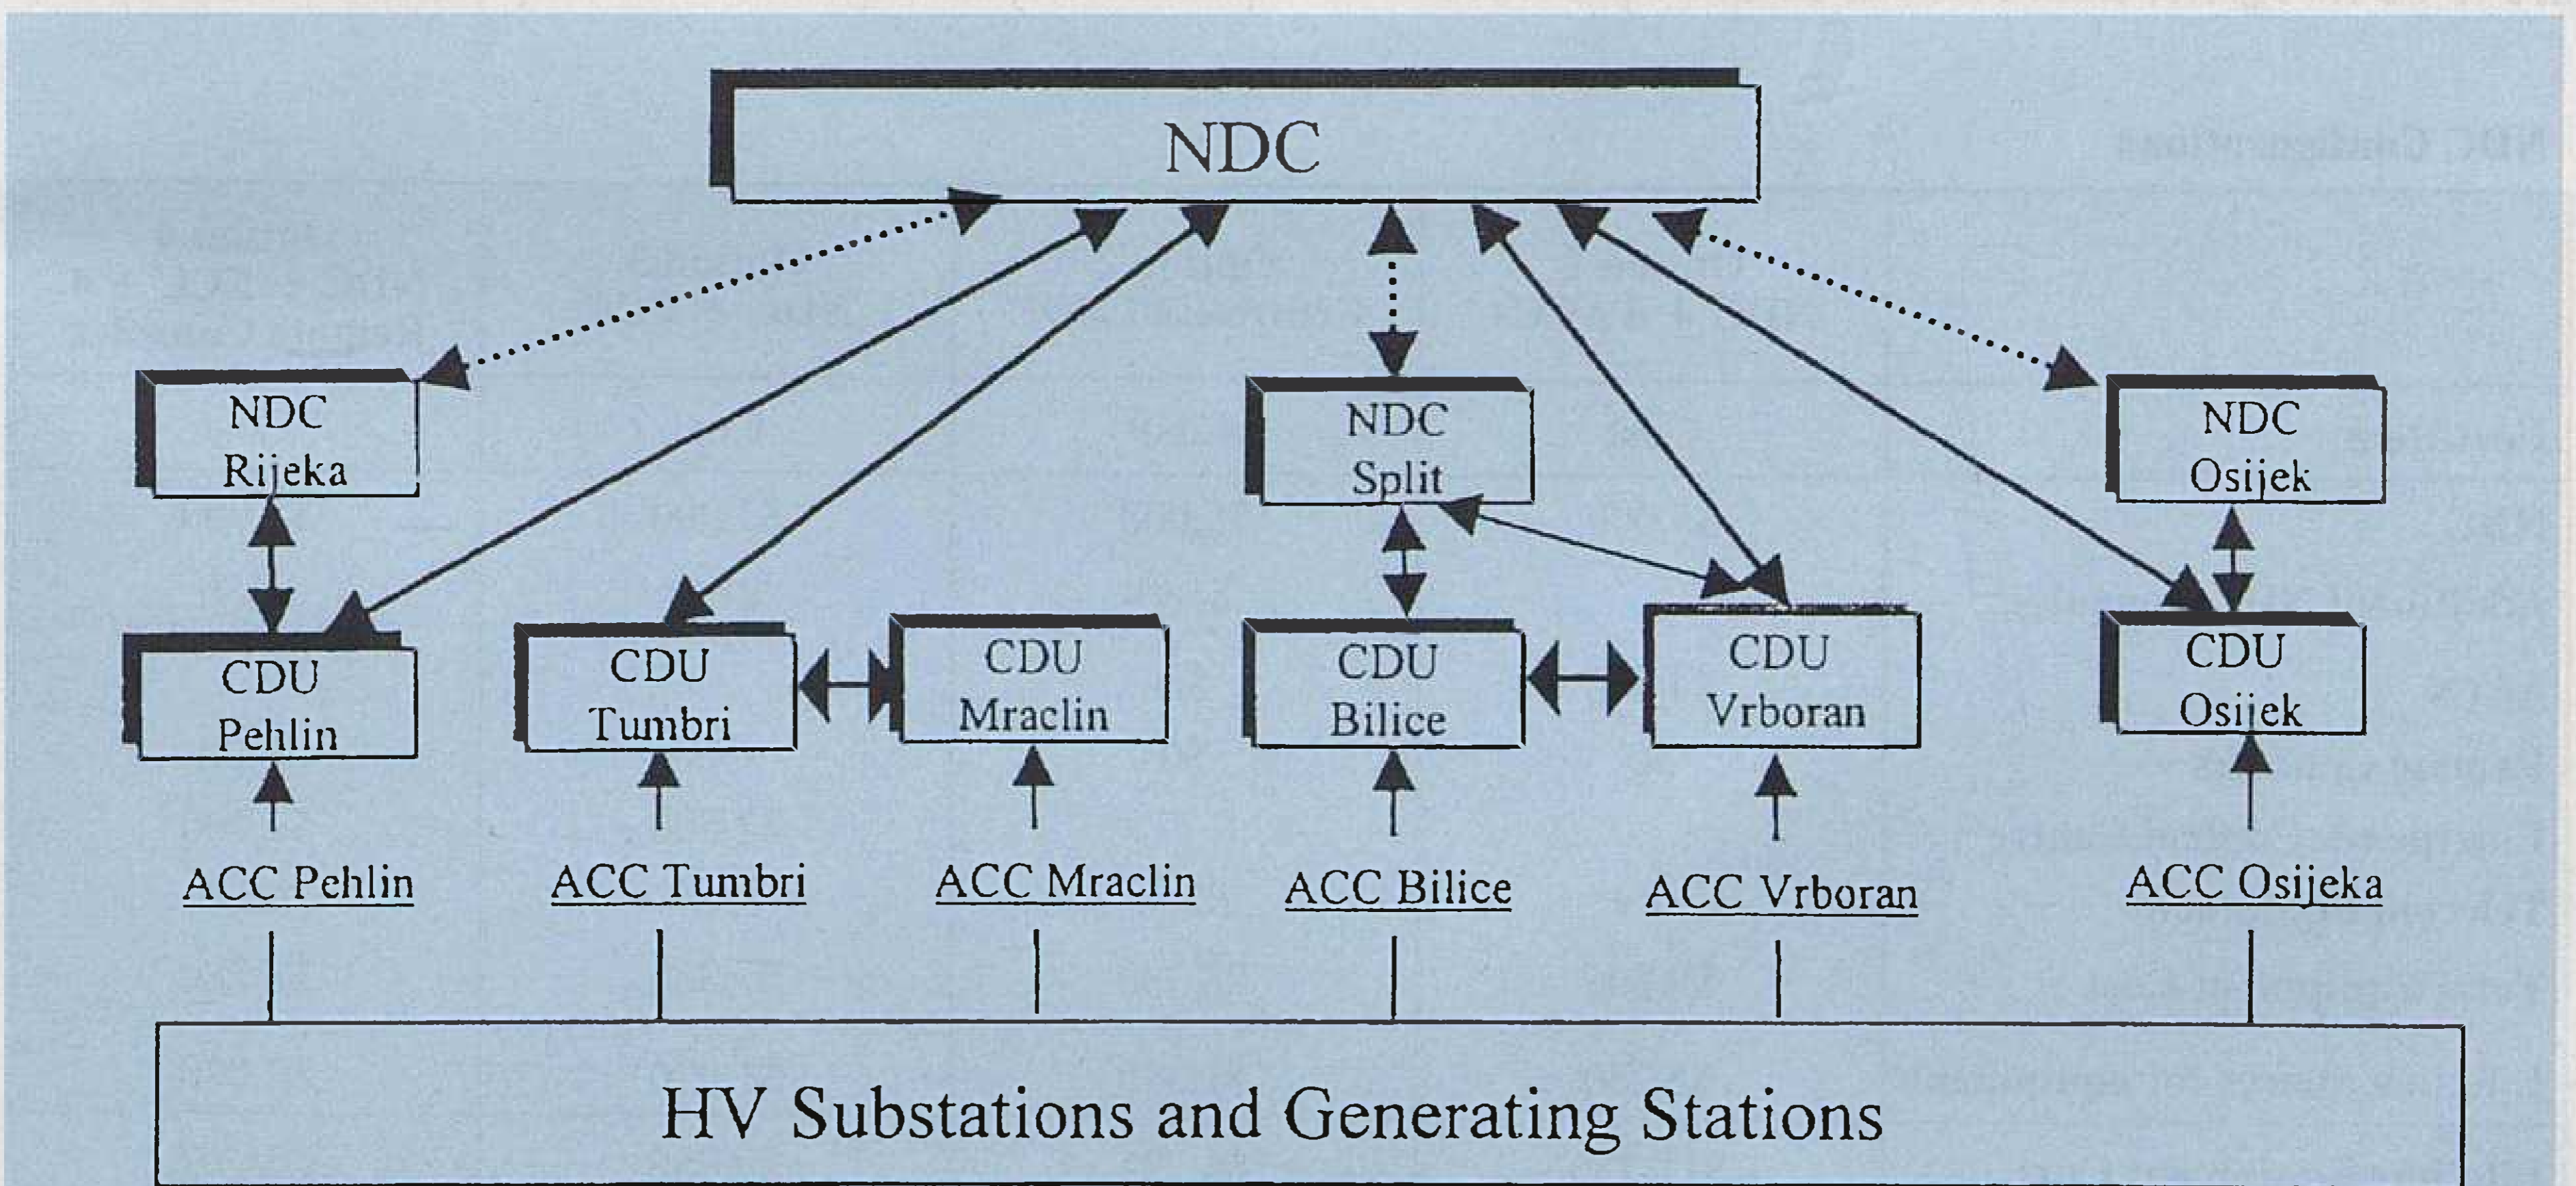 NDC
NDC
Rijeka
NDC
Split
NDC
Osijek
CDU
Pehlin
CDU
Tumbri
CDU
Mraclin
CDU
Bilice
CDU
Vrboran
CDU
Osijek
ACC Pehlin
ACC Tumbri
ACC Mraclin
ACC Bilice
ACC Vrboran
ACC Osijeka
HV Substations and Generating Stations